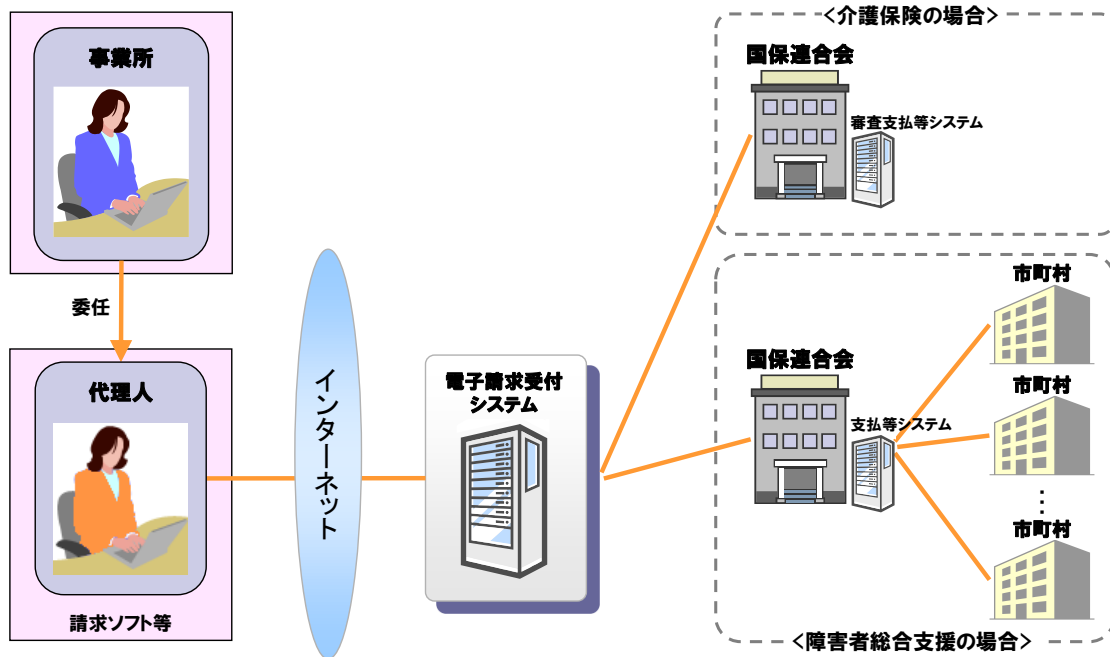 事業所
委任
代理人
請求ソフト等
インターネット
電子請求受付
システム
<介護保険の場合>
国保連合会
審査支払等システム
国保連合会
支払等システム
市町村
市町村
⋮
市町村
<障害者総合支援の場合>